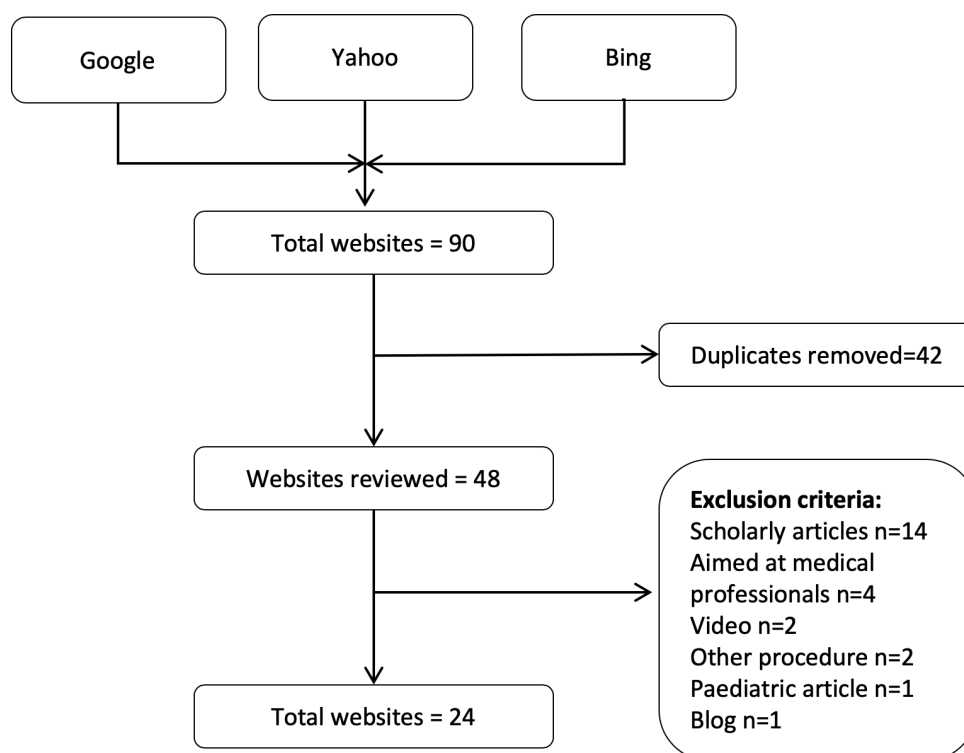 Google
Yahoo
Bing
Total websites = 90
Duplicates removed=42
Websites reviewed = 48
Exclusion criteria:
Scholarly articles n=14
Aimed at medical
professionals n=4
Video n=2
Other procedure n=2
Paediatric article n=1
Blog n=1
Total websites = 24